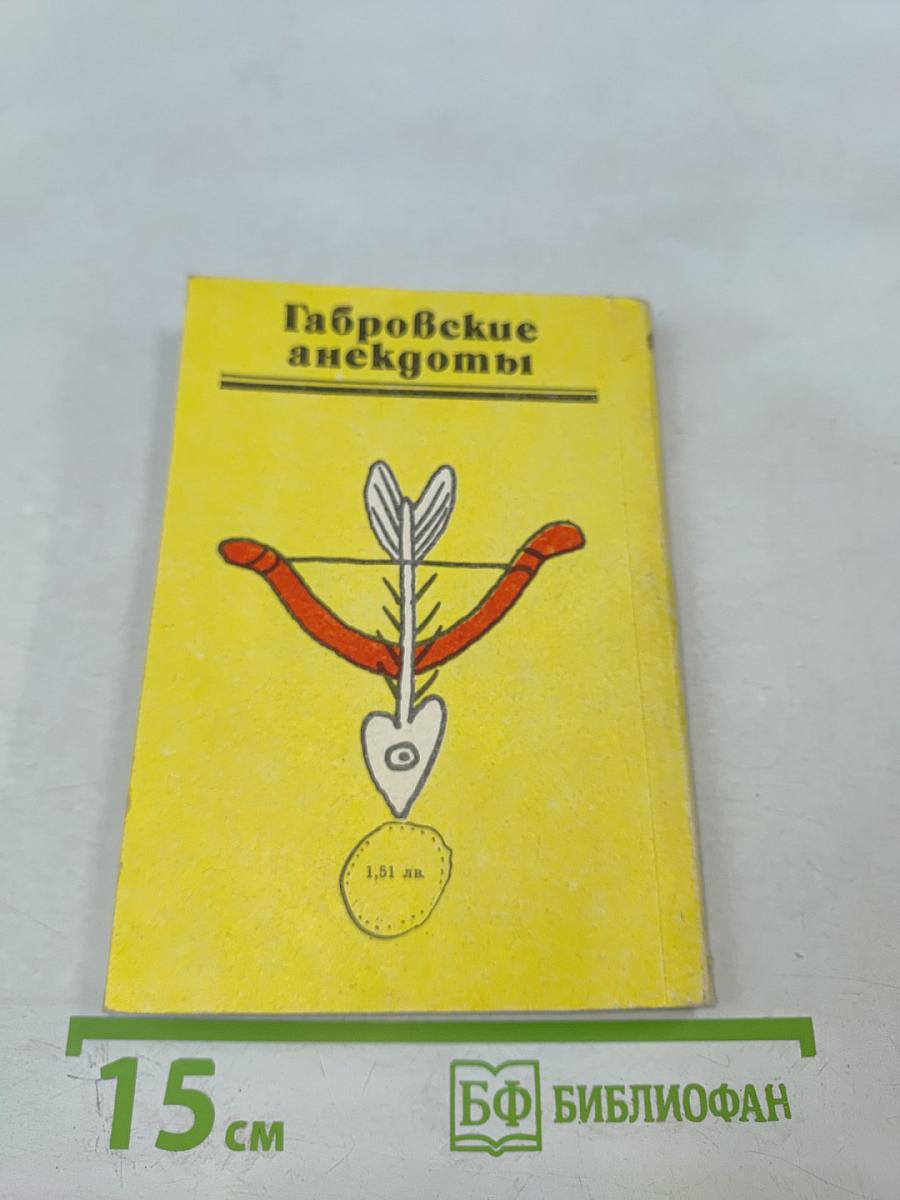 Габровские
анекдоты
1,51 лв.
15 см
БФ БИБЛИОФАН